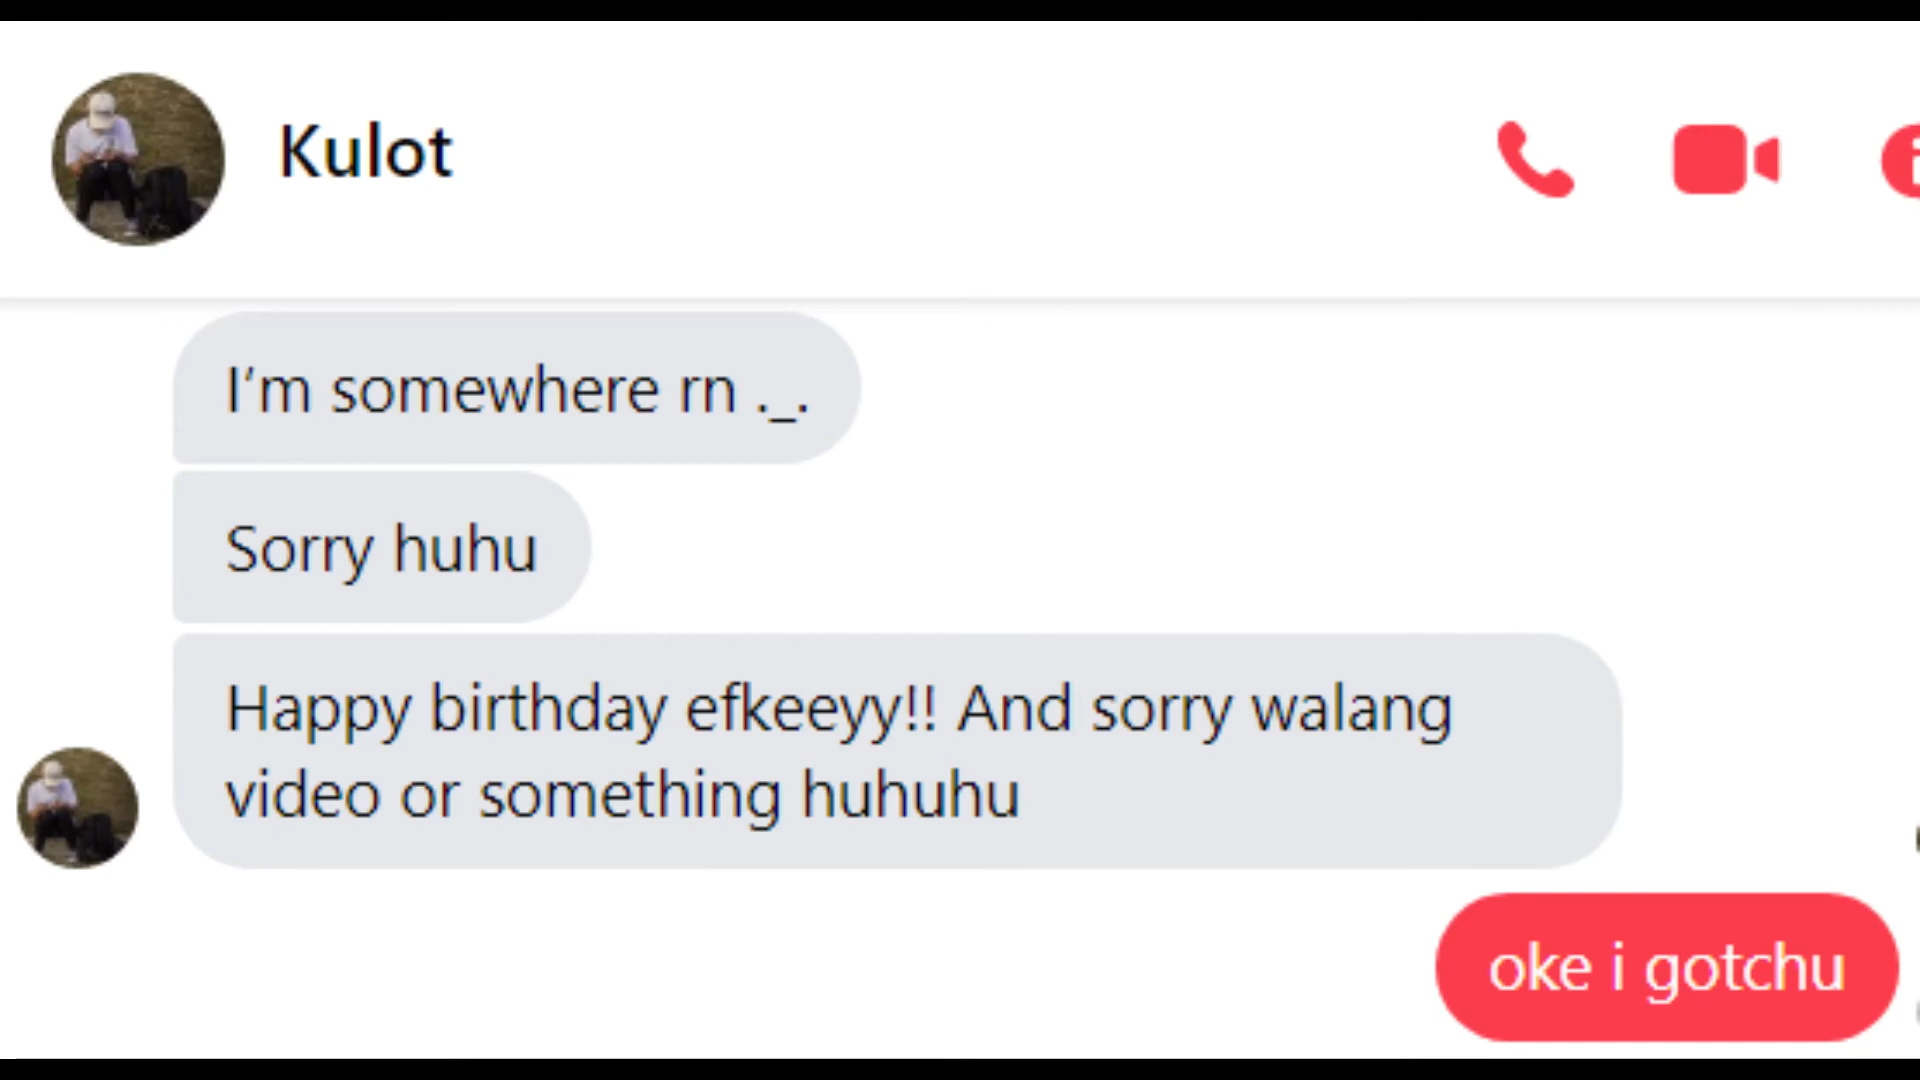 Kulot
I'm somewhere rn ._.
Sorry huhu
Happy birthday efkeeyy!! And sorry walang
video or something huhuhu
oke i gotchu